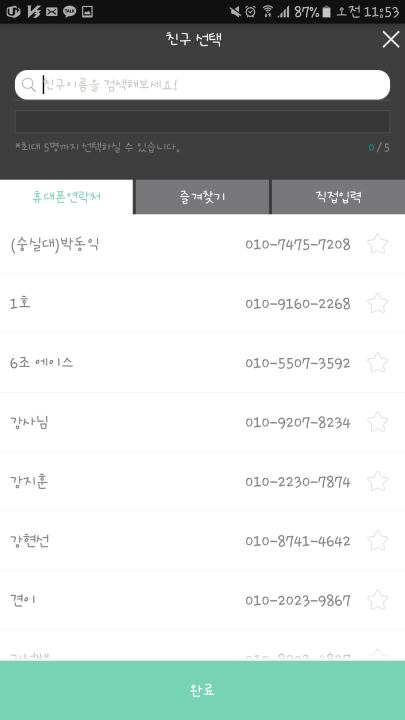 87% 오전 11:53
친구 선택
친구이름을 검색해보세요!
*최대 5명까지 선택하실 수 있습니다.
0 / 5
휴대폰연락처 즐겨찾기 직접입력
(숭실대)박동익 010-7475-7208
1호 010-9160-2268
6조 에이스 010-5507-3592
강사님 010-9207-8234
강지훈 010-2230-7874
강현선 010-8741-4642
견이 010-2023-9867
완료